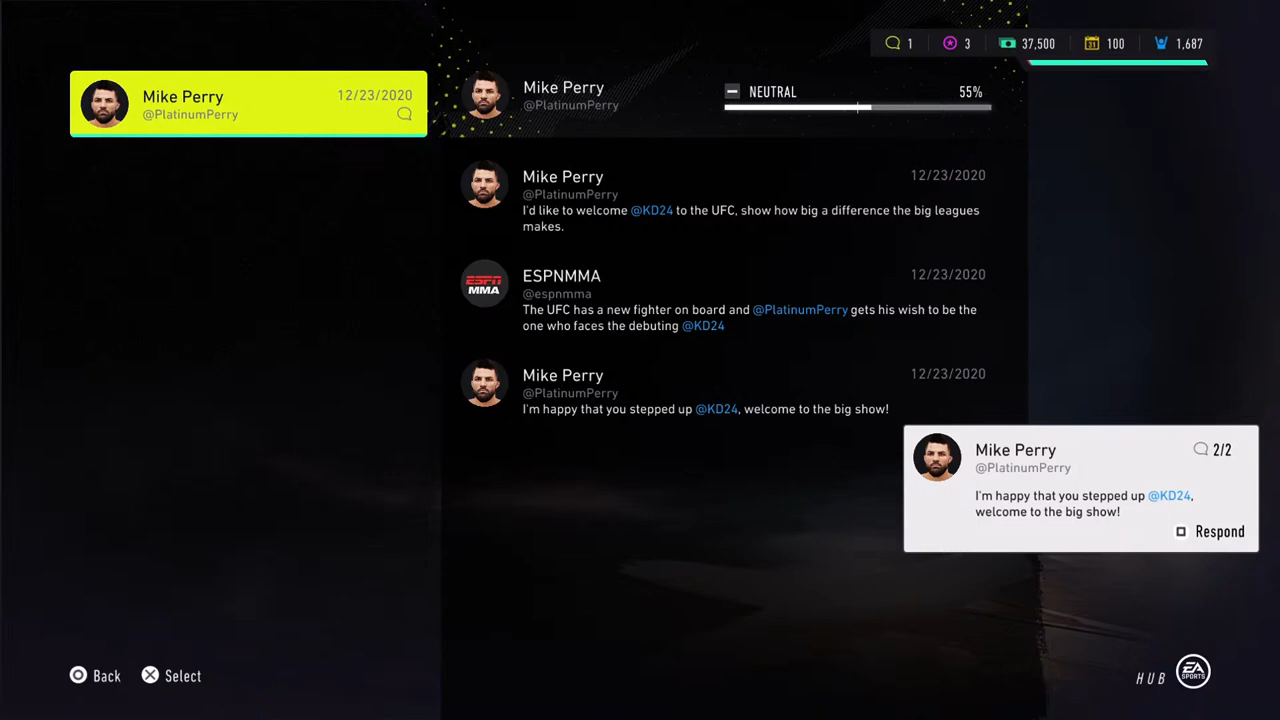 1 3 37,500 31 100 1,687
Mike Perry 12/23/2020
@PlatinumPerry
Mike Perry
@PlatinumPerry
NEUTRAL 55%
Mike Perry 12/23/2020
@PlatinumPerry
I'd like to welcome @KD24 to the UFC, show how big a difference the big leagues
makes.
ESPN
MMA
ESPNMMA 12/23/2020
@espnmma
The UFC has a new fighter on board and @PlatinumPerry gets his wish to be the
one who faces the debuting @KD24
Mike Perry 12/23/2020
@PlatinumPerry
I'm happy that you stepped up @KD24, welcome to the big show!
Mike Perry 2/2
@PlatinumPerry
I'm happy that you stepped up @KD24,
welcome to the big show!
Respond
Back Select
HUB EA SPORTS